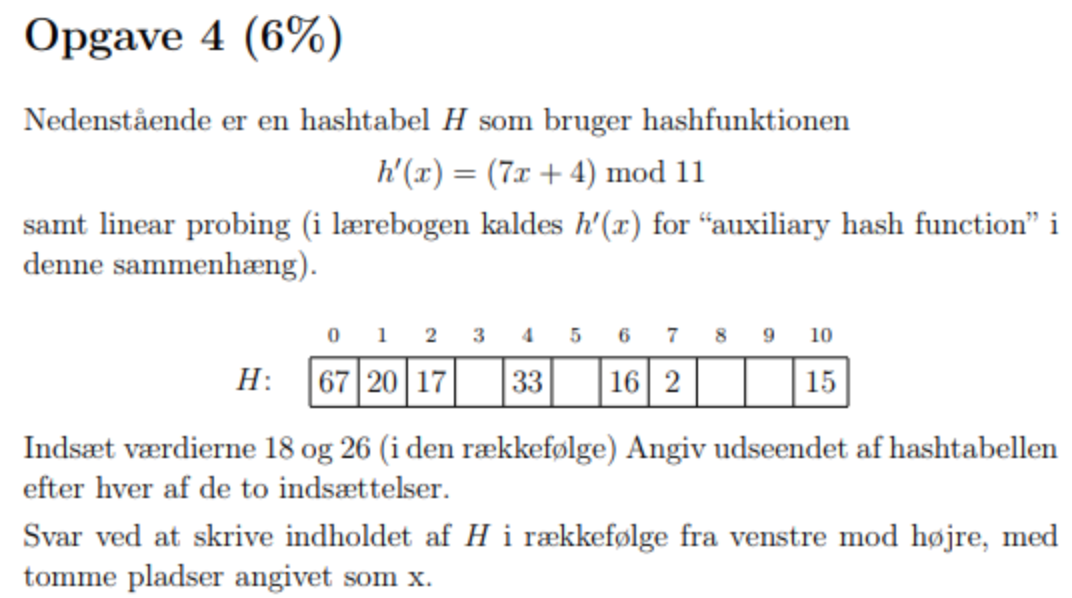 Opgave 4 (6%)
Nedenstående er en hashtabel H som bruger hashfunktionen
h′(x) = (7x + 4) mod 11
samt linear probing (i lærebogen kaldes h′(x) for “auxiliary hash function” i
denne sammenhæng).
0 1 2 3 4 5 6 7 8 9 10
H: 67 20 17 33 16 2 15
Indsæt værdierne 18 og 26 (i den rækkefølge) Angiv udseendet af hashtabellen
efter hver af de to indsættelser.
Svar ved at skrive indholdet af H i rækkefølge fra venstre mod højre, med
tomme pladser angivet som x.